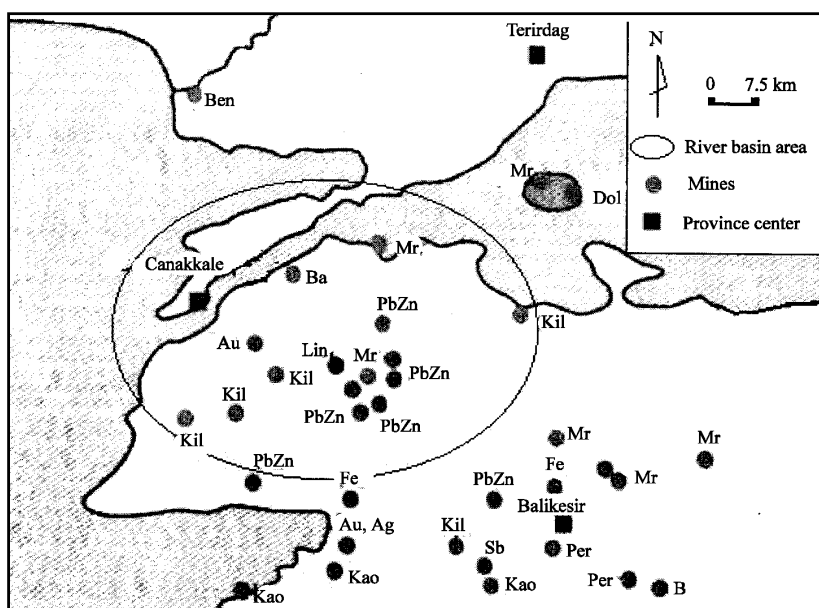 Terirdag
N
0 7.5 km
River basin area
Mines
Province center
Ben
Mr
Dol
Canakkale
Mr
Ba
PbZn
Kil
Au
Lin
Mr
Kil
PbZn
Kil
Kil
PbZn
PbZn
PbZn
Mr
Mr
Fe
PbZn
Fe
Mr
Balikesir
Au, Ag
Kil
Per
Sb
Kao
Kao
Kao
Per
B